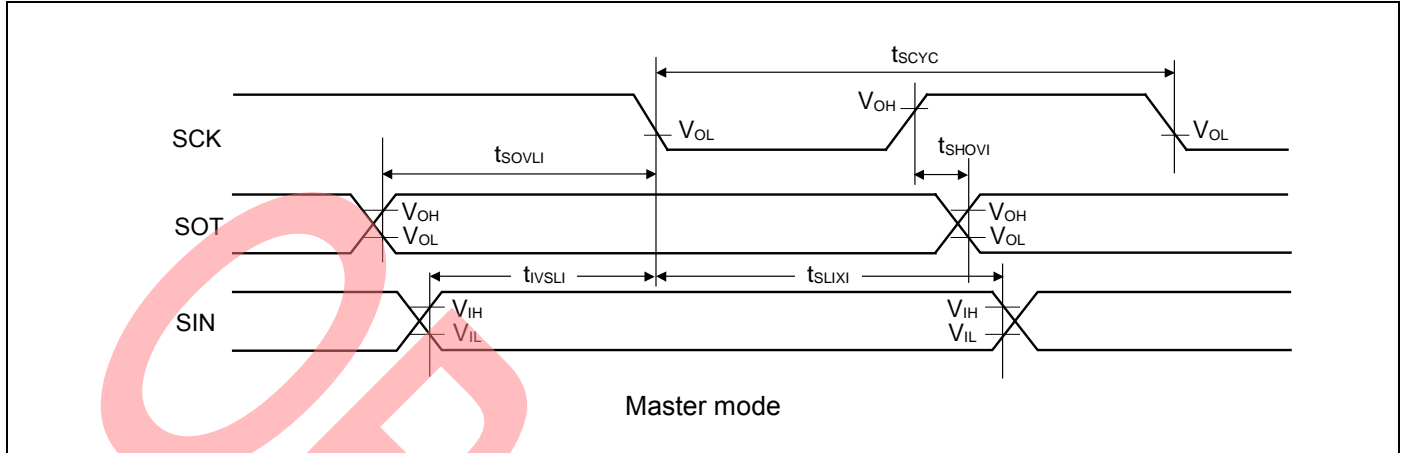 tSCYC
SCK
VOH
VOL
VOL
tSOVLI
tSHOVI
SOT
VOH
VOL
VOH
VOL
tIVSLI
tSLIXI
SIN
VIH
VIL
VIH
VIL
Master mode